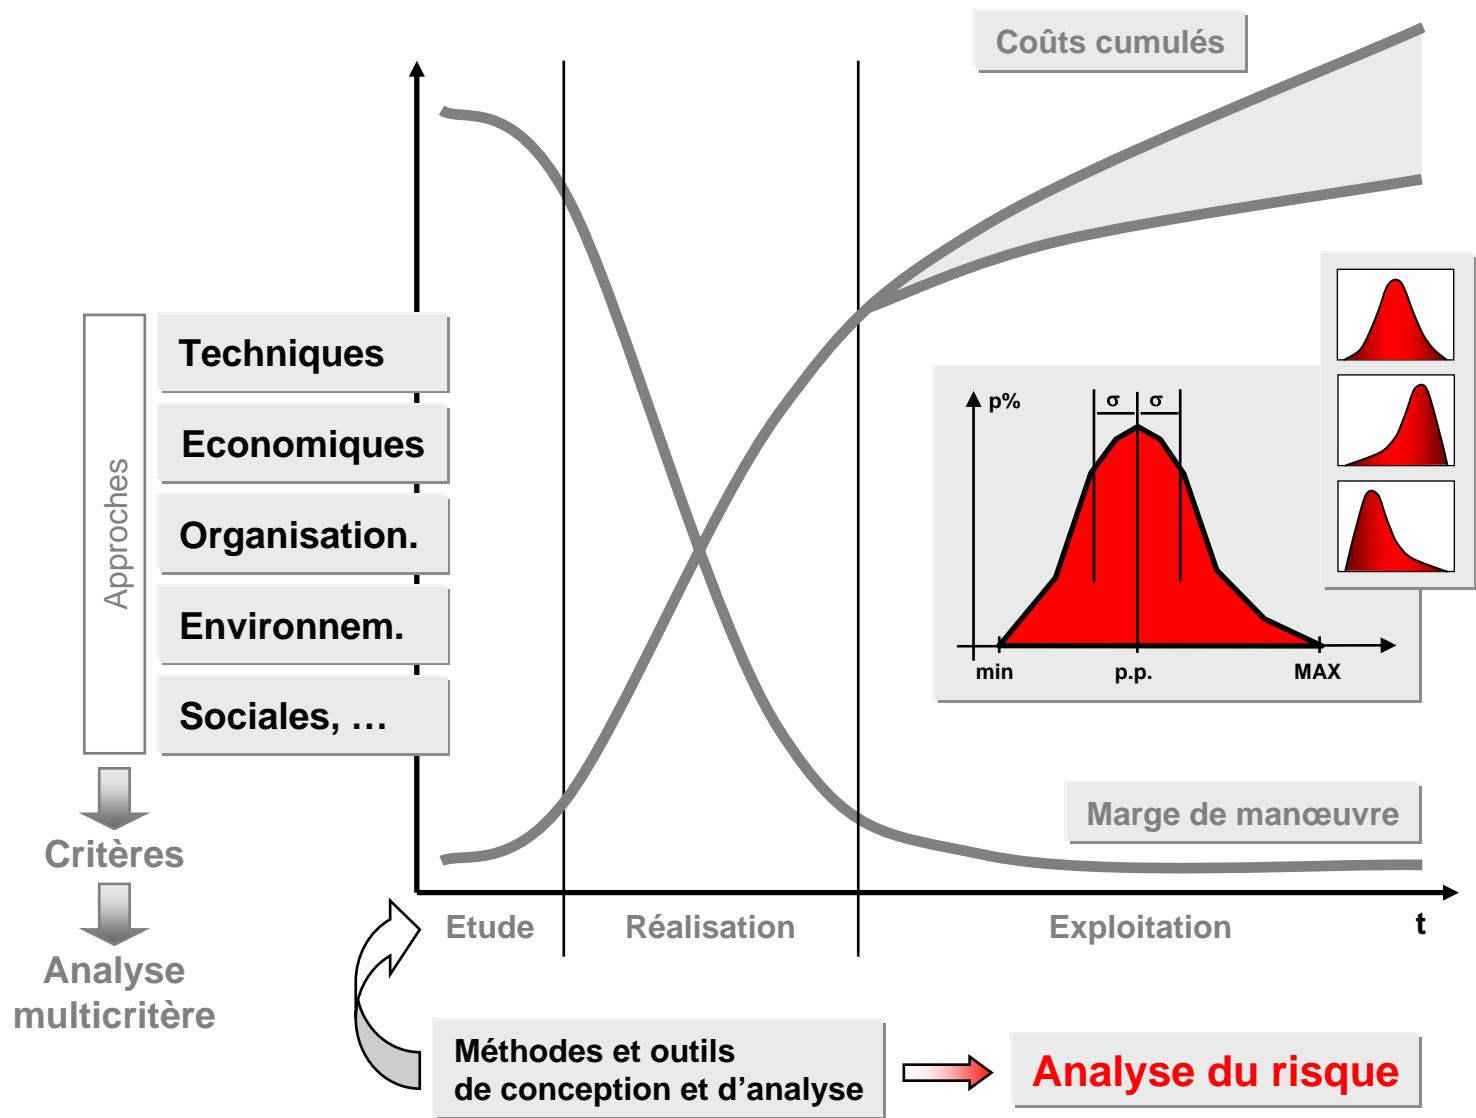 Coûts cumulés
Techniques
Economiques
Organisation.
Environnem.
Sociales, …
Approches
Critères
Analyse
multicritère
p%
σ
σ
min
p.p.
MAX
Marge de manœuvre
Etude
Réalisation
Exploitation
t
Méthodes et outils
de conception et d’analyse
Analyse du risque